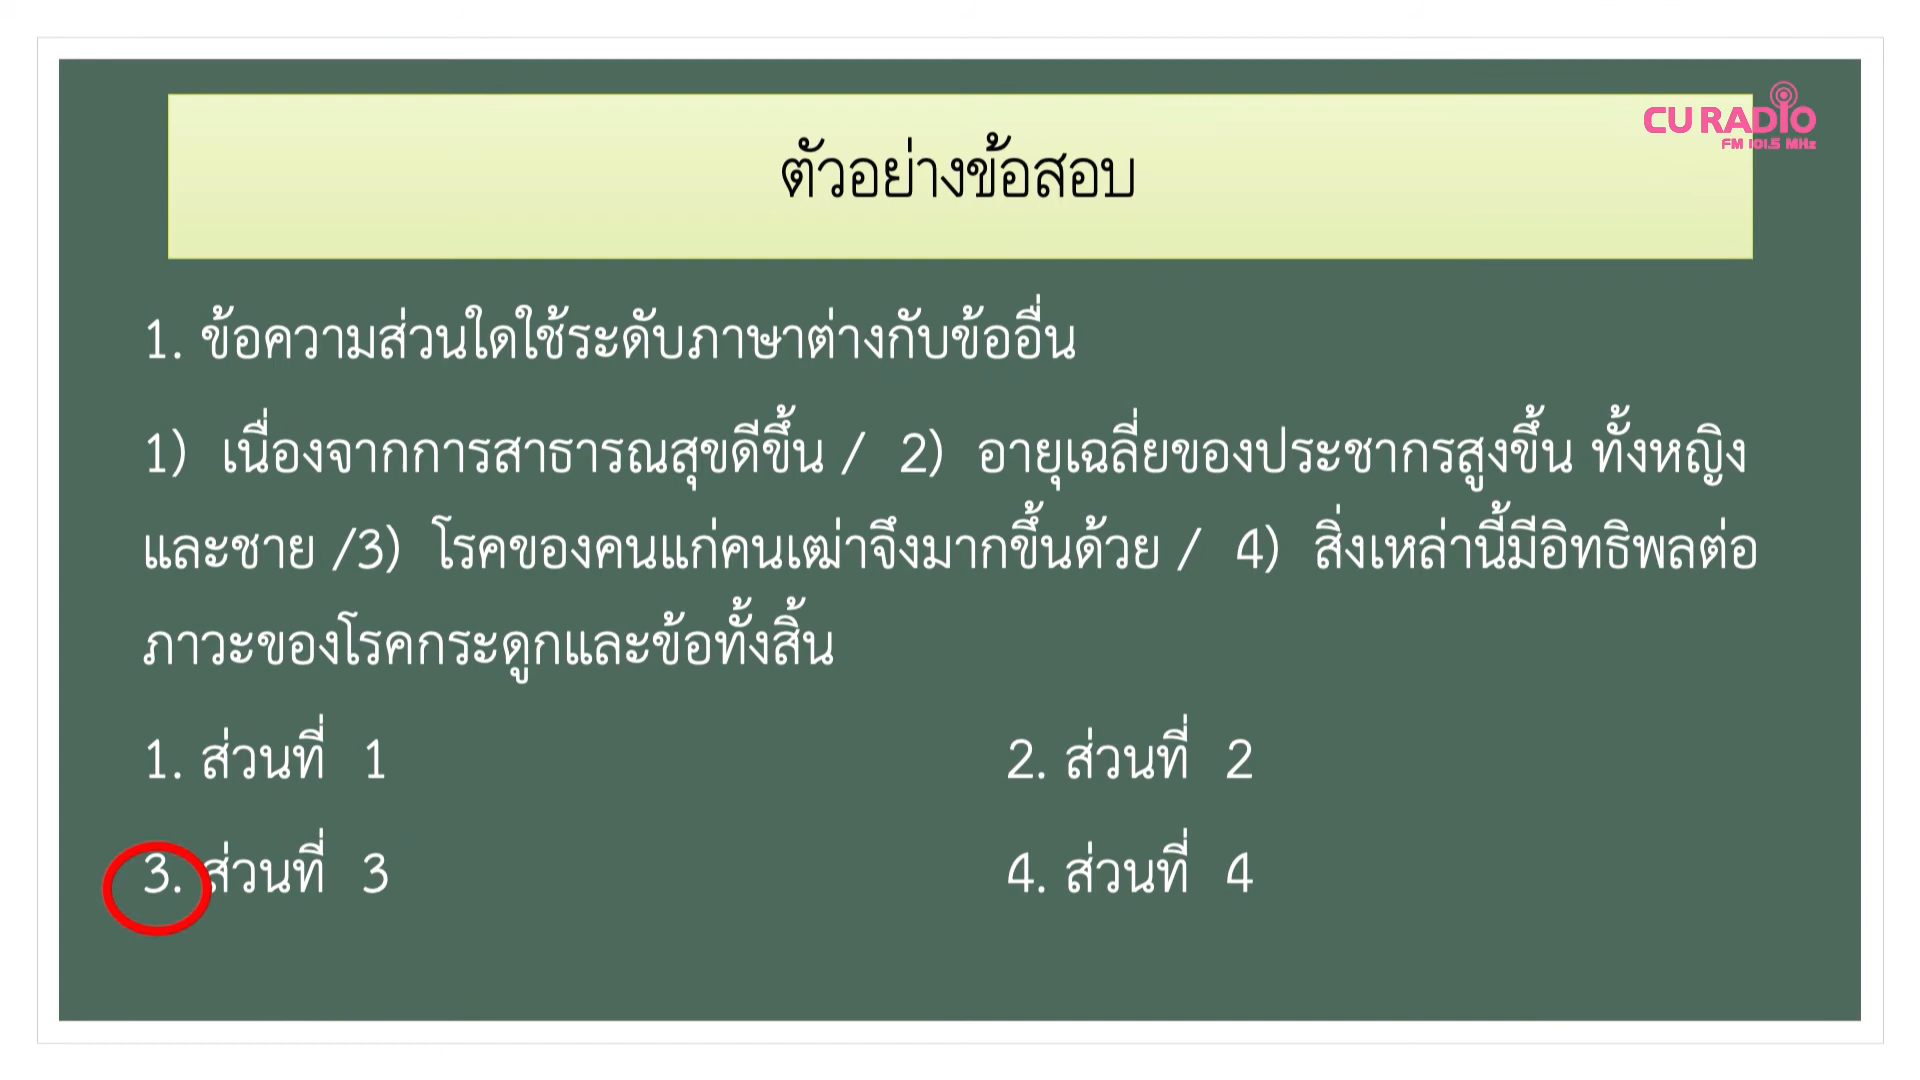 CU RADIO
FM 101.5 MHz
ตัวอย่างข้อสอบ
1. ข้อความส่วนใดใช้ระดับภาษาต่างกับข้ออื่น
1) เนื่องจากการสาธารณสุขดีขึ้น / 2) อายุเฉลี่ยของประชากรสูงขึ้น ทั้งหญิง
และชาย /3) โรคของคนแก่คนเฒ่าจึงมากขึ้นด้วย / 4) สิ่งเหล่านี้มีอิทธิพลต่อ
ภาวะของโรคกระดูกและข้อทั้งสิ้น
1. ส่วนที่ 1
2. ส่วนที่ 2
3. ส่วนที่ 3
4. ส่วนที่ 4